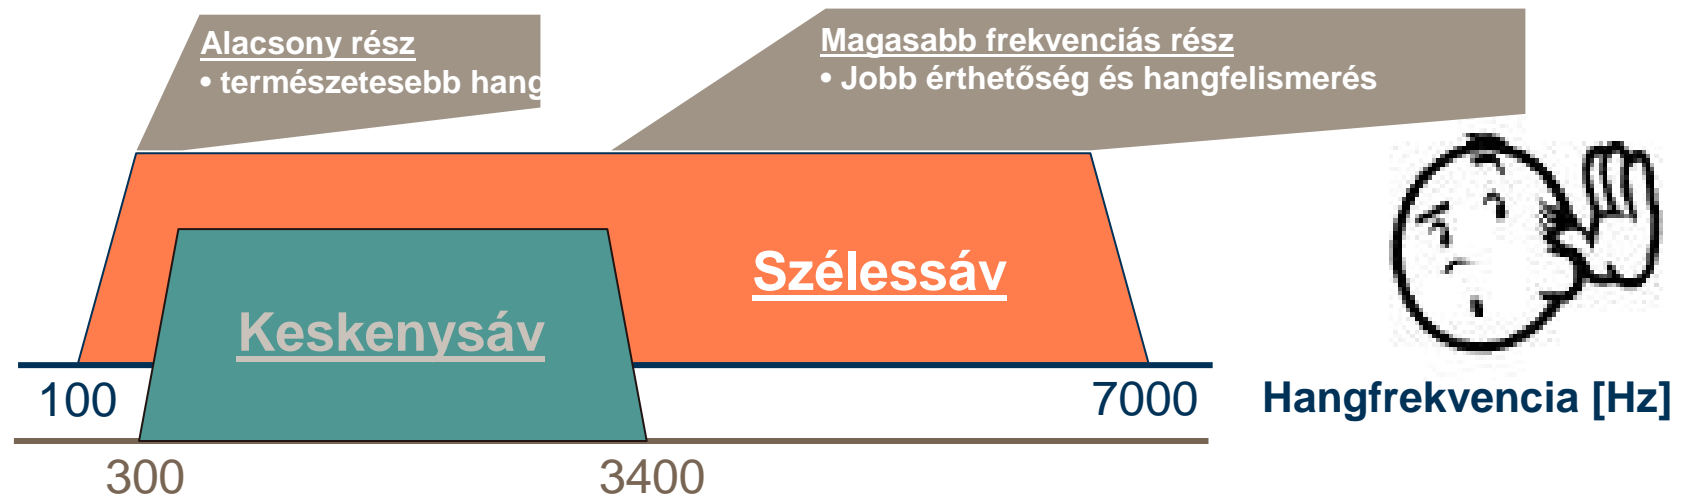 Alacsony rész
• természetesebb hang
Magasabb frekvenciás rész
• Jobb érthetőség és hangfelismerés
Szélessáv
Keskenysáv
100
7000
Hangfrekvencia [Hz]
300
3400